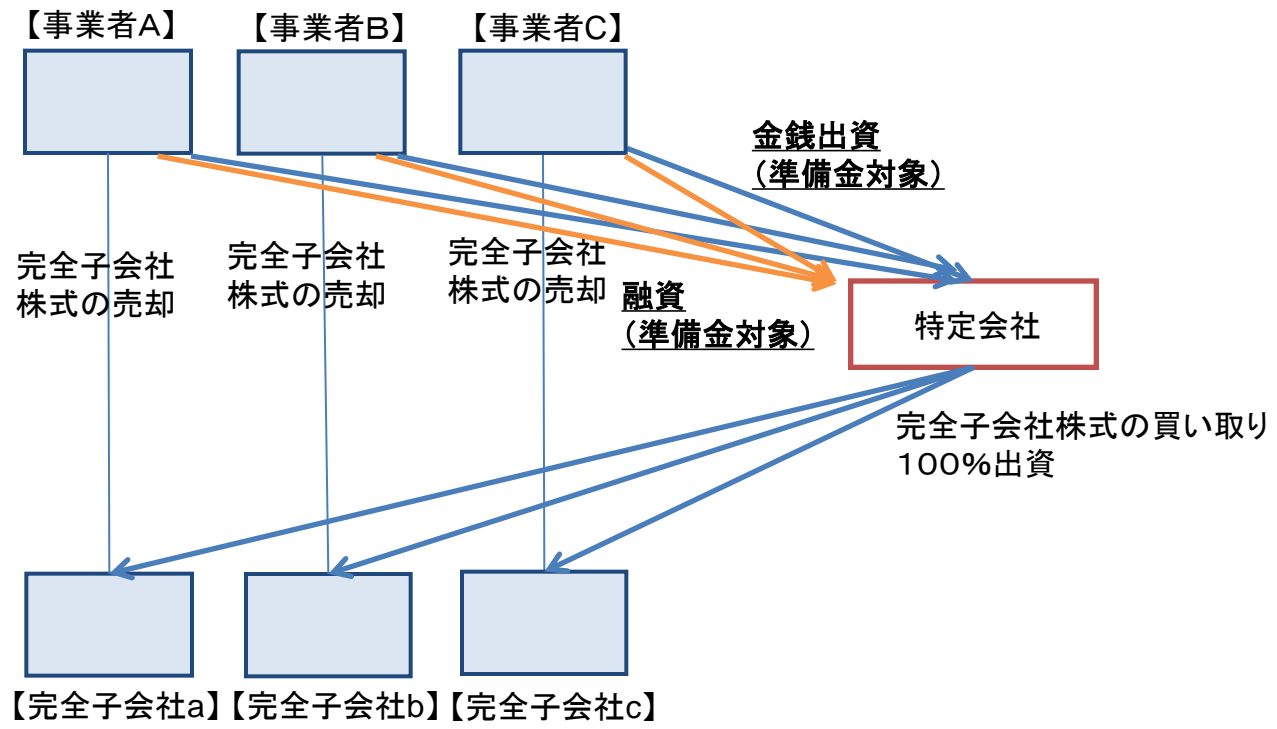 【事業者A】
【事業者B】
【事業者C】
金銭出資
（準備金対象）
完全子会社
株式の売却
完全子会社
株式の売却
完全子会社
株式の売却
融資
（準備金対象）
特定会社
完全子会社株式の買い取り
１００％出資
【完全子会社a】
【完全子会社b】
【完全子会社c】